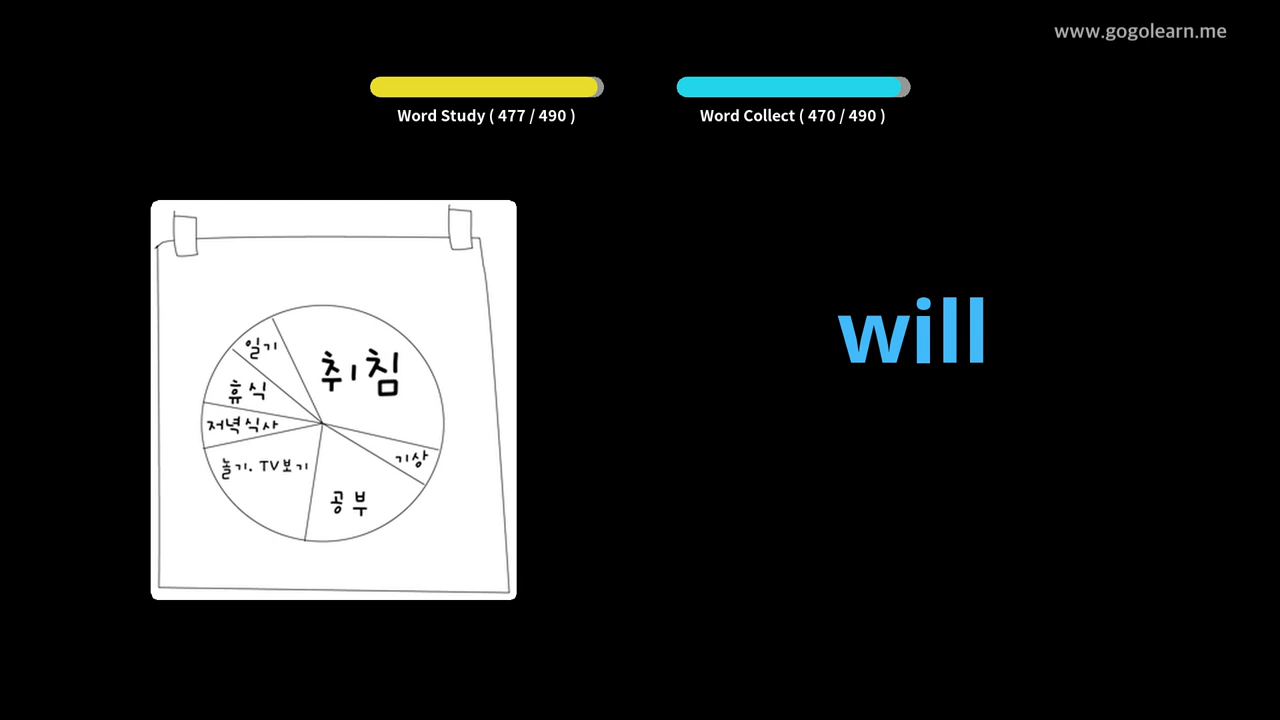 www.gogolearn.me
Word Study ( 477 / 490 )
Word Collect ( 470 / 490 )
will
일기
취침
휴식
저녁식사
기상
놀기. TV보기
공부